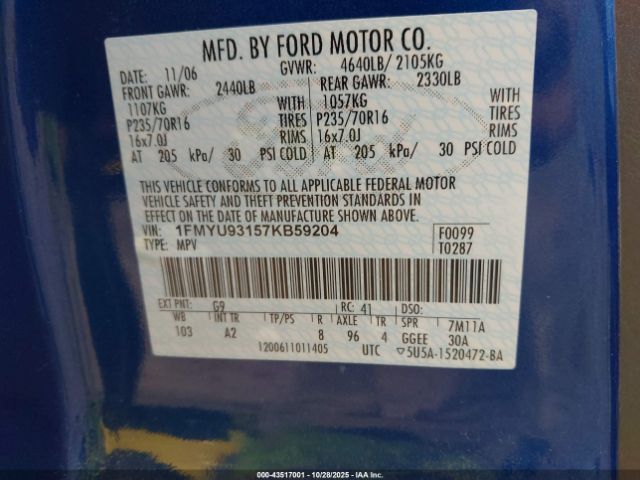 MFD. BY FORD MOTOR CO.
DATE: 11/06 GVWR: 4640LB/ 2105KG
FRONT GAWR: 2440LB REAR GAWR: 2330LB
1107KG WITH 1057KG WITH
P235/70R16 TIRES P235/70R16 TIRES
16x7.0J RIMS 16x7.0J RIMS
AT 205 kPa/ 30 PSI COLD AT 205 kPa/ 30 PSI COLD
THIS VEHICLE CONFORMS TO ALL APPLICABLE FEDERAL MOTOR
VEHICLE SAFETY AND THEFT PREVENTION STANDARDS IN
EFFECT ON THE DATE OF MANUFACTURE SHOWN ABOVE.
VIN: 1FMYU93157KB59204 F0099
TYPE: MPV T0287
EXT PNT: G9 RC: 41 DSO:
WB INT TR TP/PS R AXLE TR SPR 7M11A
103 A2 8 96 4 GGEE 30A
1200611011405 UTC ▽5U5A-1520472-BA
000-43517001 - 10/28/2025 - IAA Inc.